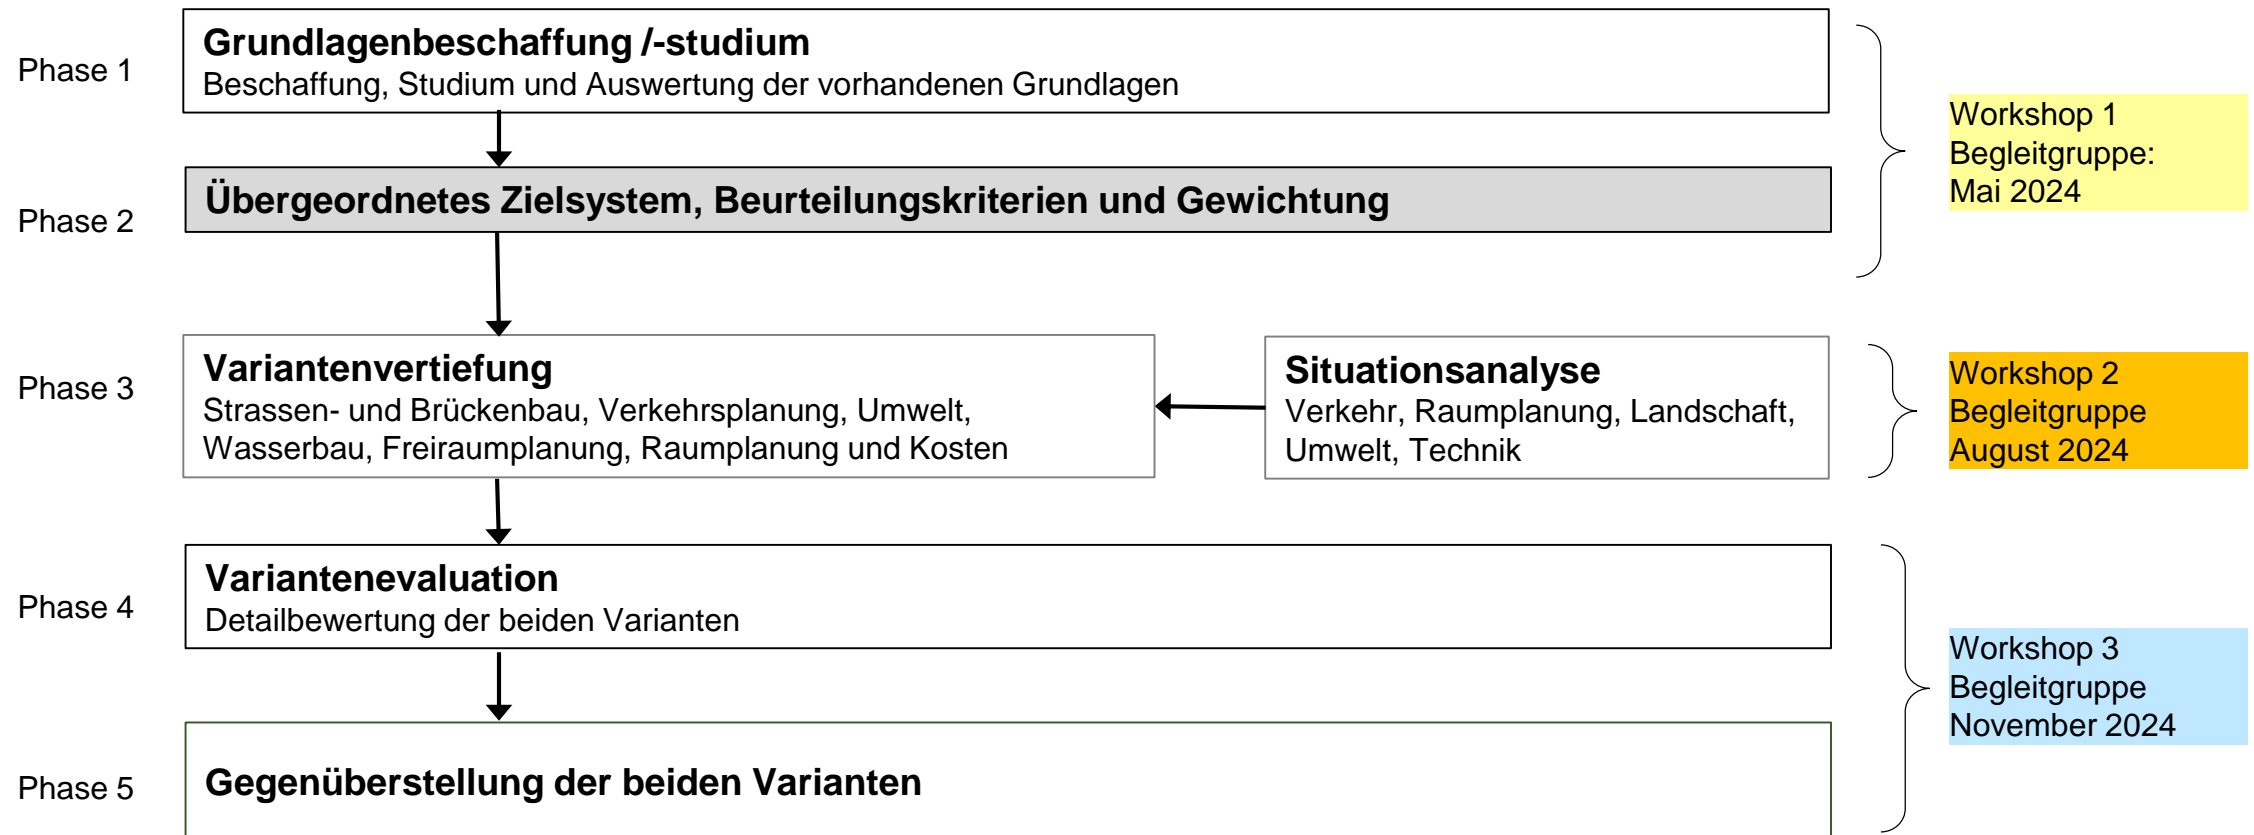 Phase 1
Grundlagenbeschaffung /-studium
Beschaffung, Studium und Auswertung der vorhandenen Grundlagen
Workshop 1
Begleitgruppe:
Mai 2024
Phase 2
Übergeordnetes Zielsystem, Beurteilungskriterien und Gewichtung
Phase 3
Variantenvertiefung
Strassen- und Brückenbau, Verkehrsplanung, Umwelt,
Wasserbau, Freiraumplanung, Raumplanung und Kosten
Situationsanalyse
Verkehr, Raumplanung, Landschaft,
Umwelt, Technik
Workshop 2
Begleitgruppe
August 2024
Phase 4
Variantenevaluation
Detailbewertung der beiden Varianten
Workshop 3
Begleitgruppe
November 2024
Phase 5
Gegenüberstellung der beiden Varianten